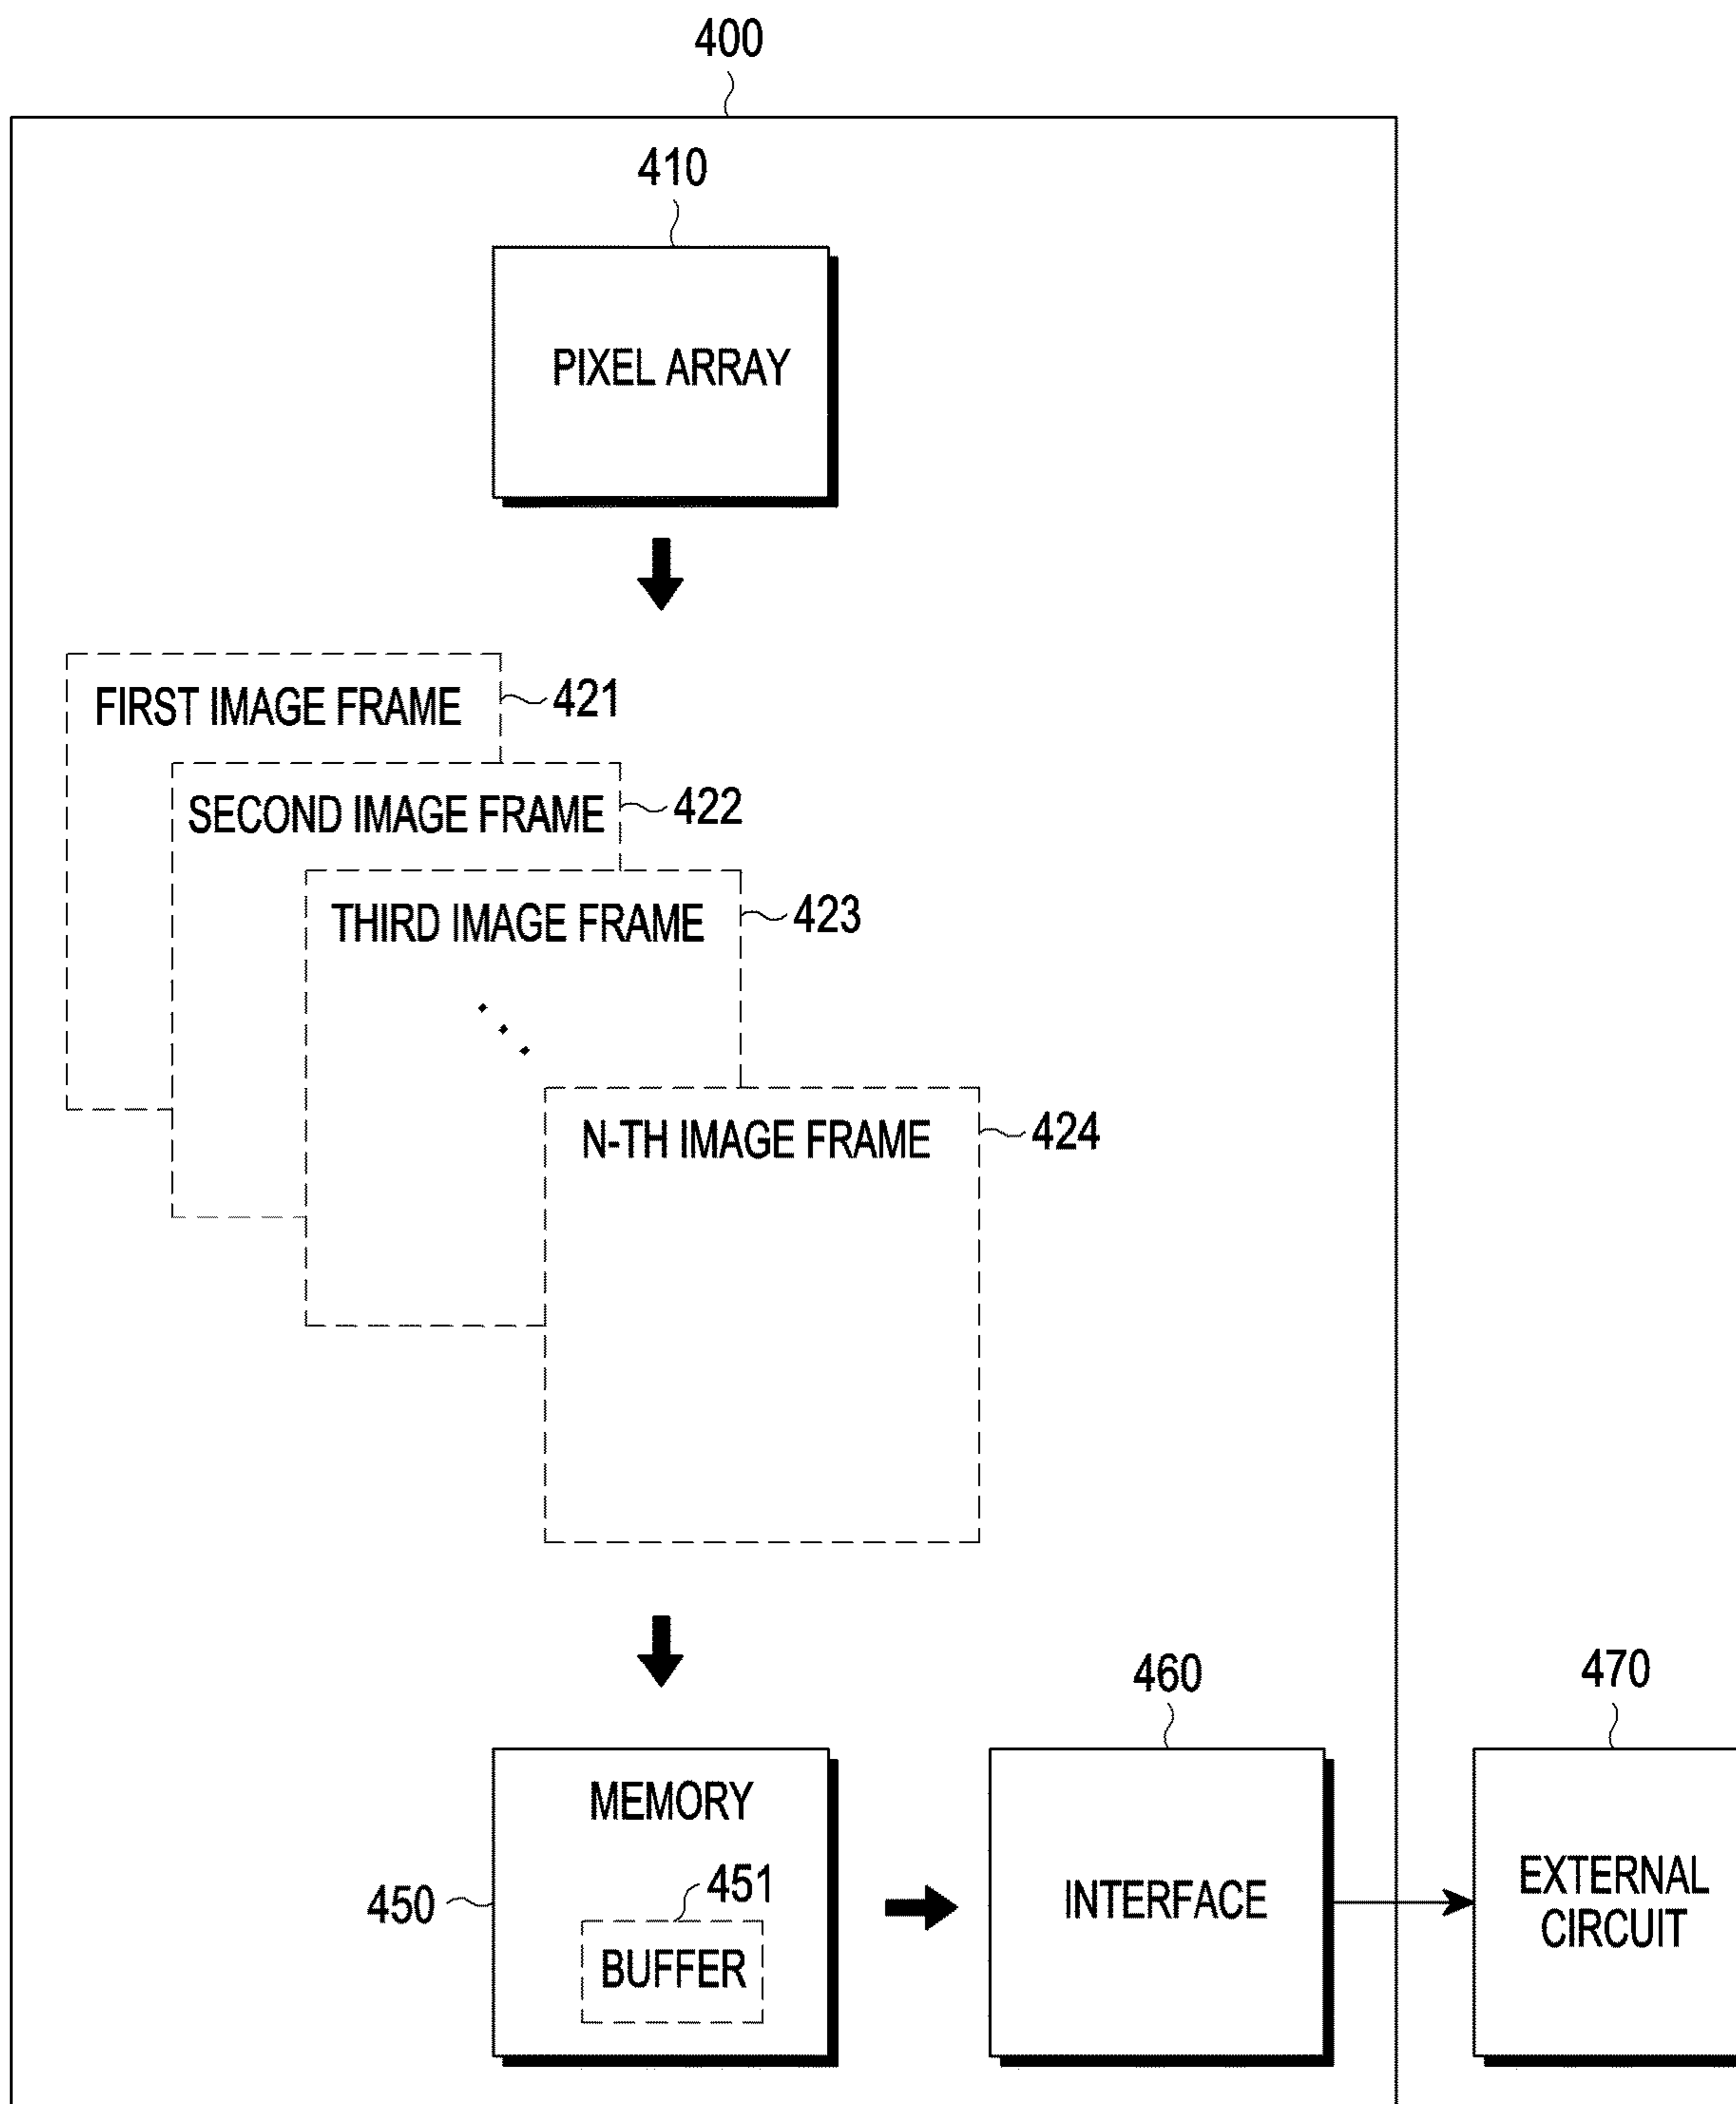 400
410
PIXEL ARRAY
FIRST IMAGE FRAME
421
SECOND IMAGE FRAME
422
THIRD IMAGE FRAME
423
N-TH IMAGE FRAME
424
450
MEMORY
451
BUFFER
460
INTERFACE
470
EXTERNAL
CIRCUIT